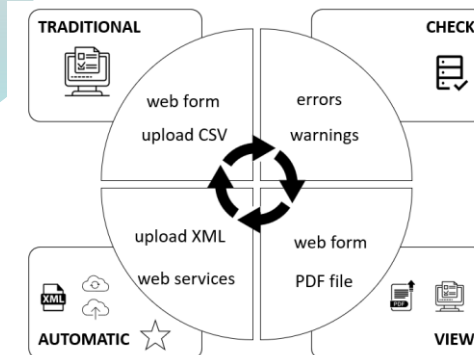 TRADITIONAL
CHECK
web form
upload CSV
errors
warnings
upload XML
web services
web form
PDF file
XML
PDF
AUTOMATIC
VIEW